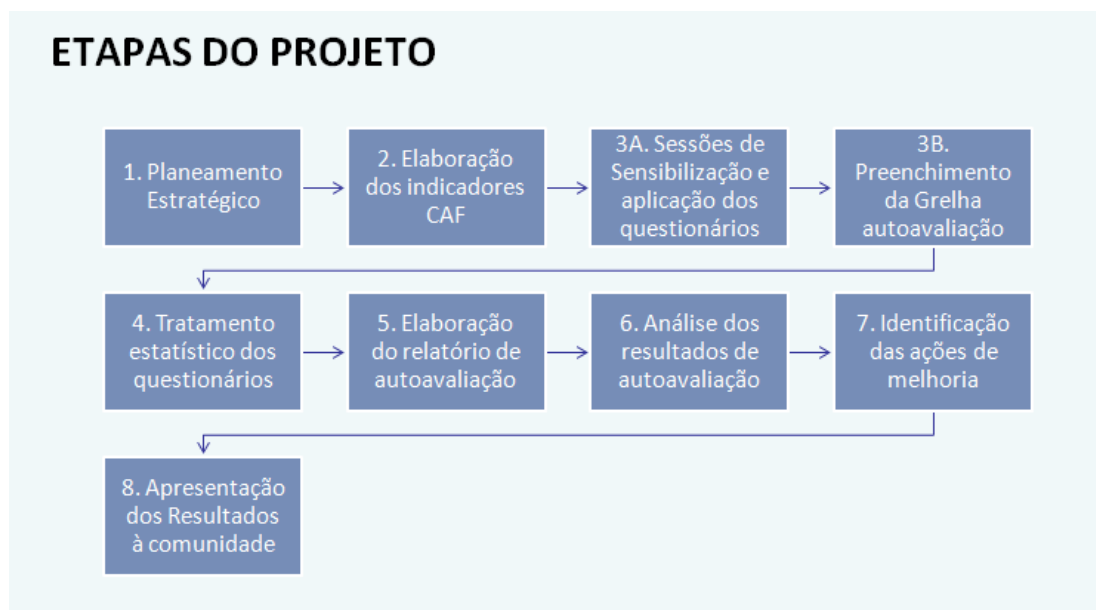 ETAPAS DO PROJETO
1. Planeamento
Estratégico
2. Elaboração
dos indicadores
CAF
3A. Sessões de
Sensibilização e
aplicação dos
questionários
3B.
Preenchimento
da Grelha
autoavaliação
4. Tratamento
estatístico dos
questionários
5. Elaboração
do relatório de
autoavaliação
6. Análise dos
resultados de
autoavaliação
7. Identificação
das ações de
melhoria
8. Apresentação
dos Resultados
à comunidade